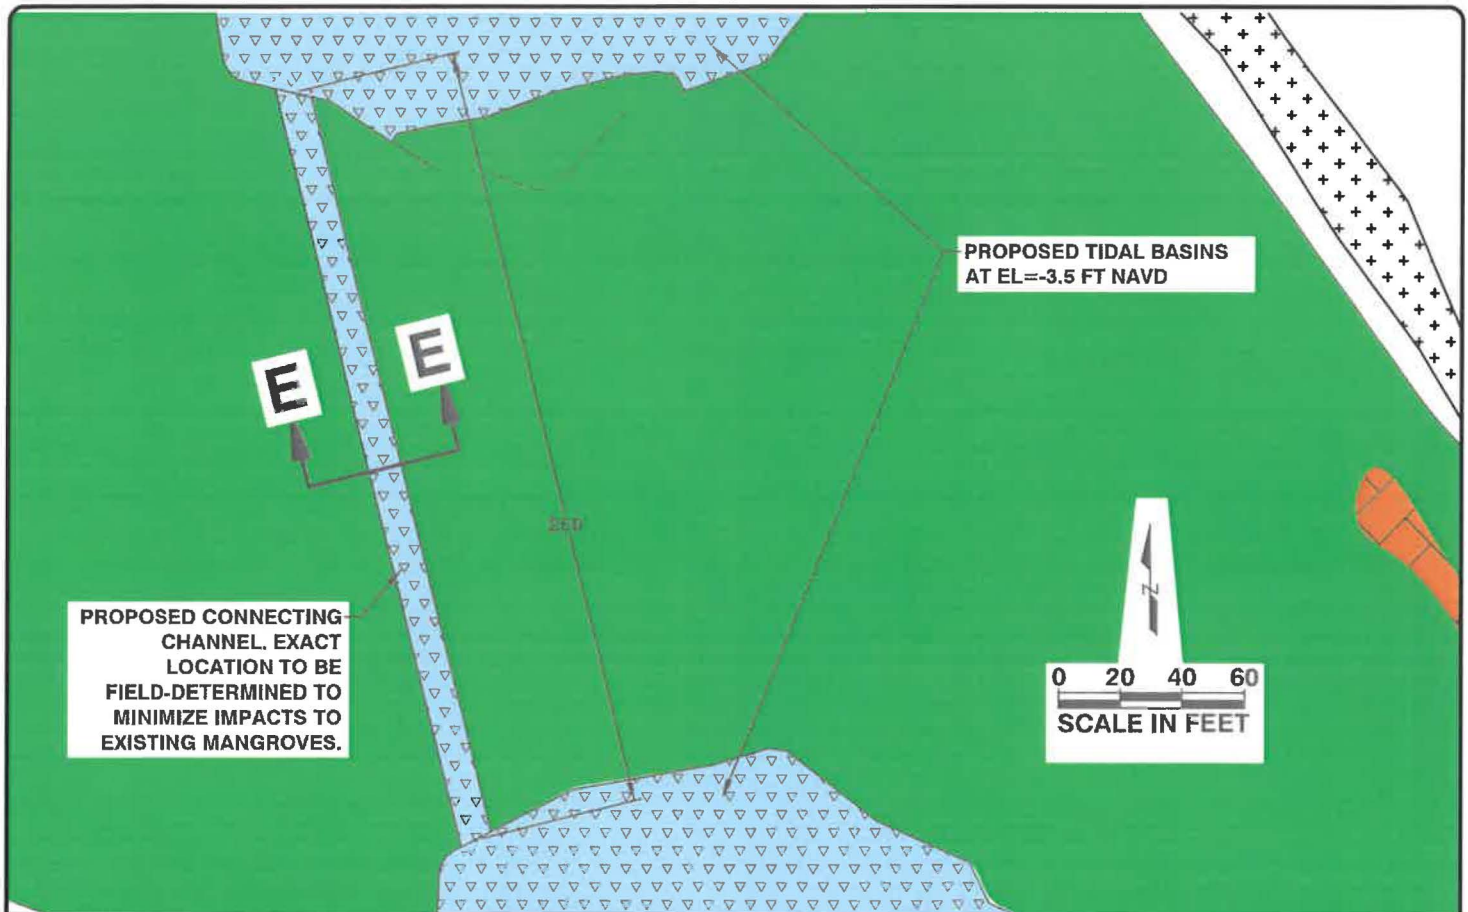 PROPOSED TIDAL BASINS
AT EL=-3.5 FT NAVD
E
E
260'
PROPOSED CONNECTING
CHANNEL. EXACT
LOCATION TO BE
FIELD-DETERMINED TO
MINIMIZE IMPACTS TO
EXISTING MANGROVES.
N
0 20 40 60
SCALE IN FEET